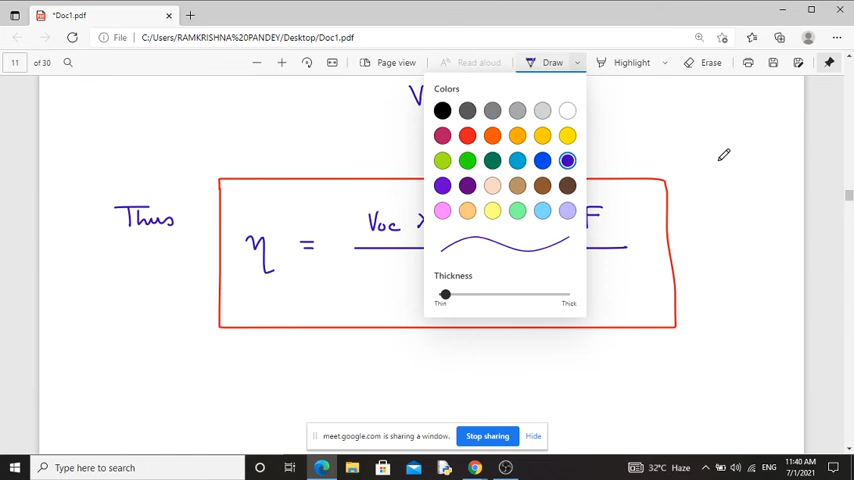 *Doc1.pdf
File C:/Users/RAMKRISHNA%20PANDEY/Desktop/Doc1.pdf
11 of 30 Page view Read aloud Draw Highlight Erase
Colors
V
Thus
η = Voc × F
Thickness
Thin Thick
meet.google.com is sharing a window. Stop sharing Hide
Type here to search
32°C Haze ENG 11:40 AM
7/1/2021